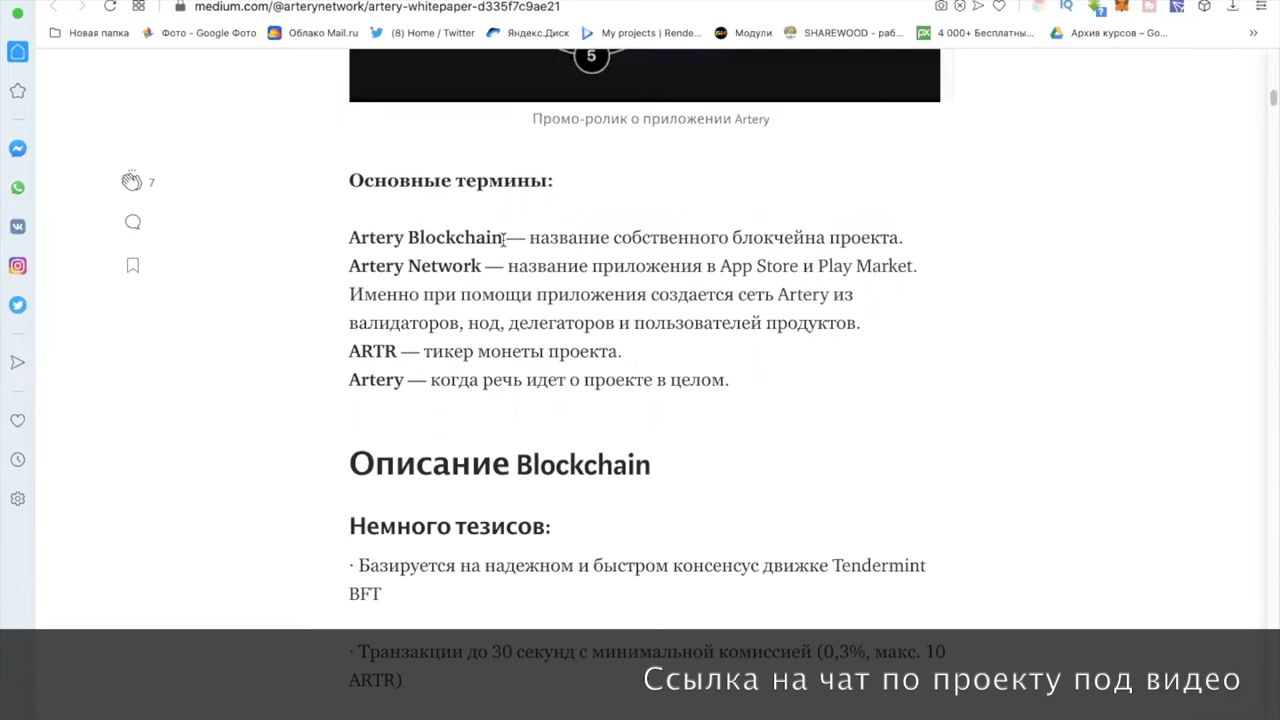 medium.com/@arterynetwork/artery-whitepaper-d335f7c9ae21
Новая папка
Фото - Google Фото
Облако Mail.ru
(8) Home / Twitter
Яндекс.Диск
My projects | Rende...
Модули
SHAREWOOD - раб...
4 000+ Бесплатны...
Архив курсов – Go...
5
Промо-ролик о приложении Artery
Основные термины:
7
Artery Blockchain — название собственного блокчейна проекта.
Artery Network — название приложения в App Store и Play Market.
Именно при помощи приложения создается сеть Artery из
валидаторов, нод, делегаторов и пользователей продуктов.
ARTR — тикер монеты проекта.
Artery — когда речь идет о проекте в целом.
Описание Blockchain
Немного тезисов:
· Базируется на надежном и быстром консенсус движке Tendermint
BFT
· Транзакции до 30 секунд с минимальной комиссией (0,3%, макс. 10
ARTR)
Ссылка на чат по проекту под видео